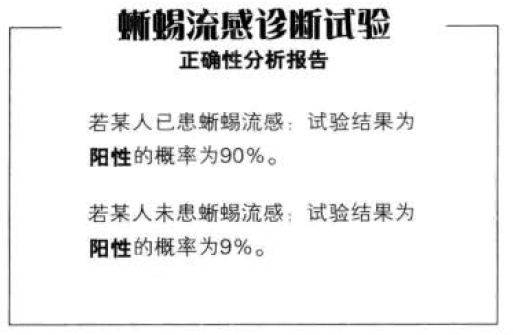 蜥蜴流感诊断试验
正确性分析报告
若某人已患蜥蜴流感：试验结果为
阳性的概率为90%。
若某人未患蜥蜴流感：试验结果为
阳性的概率为9%。